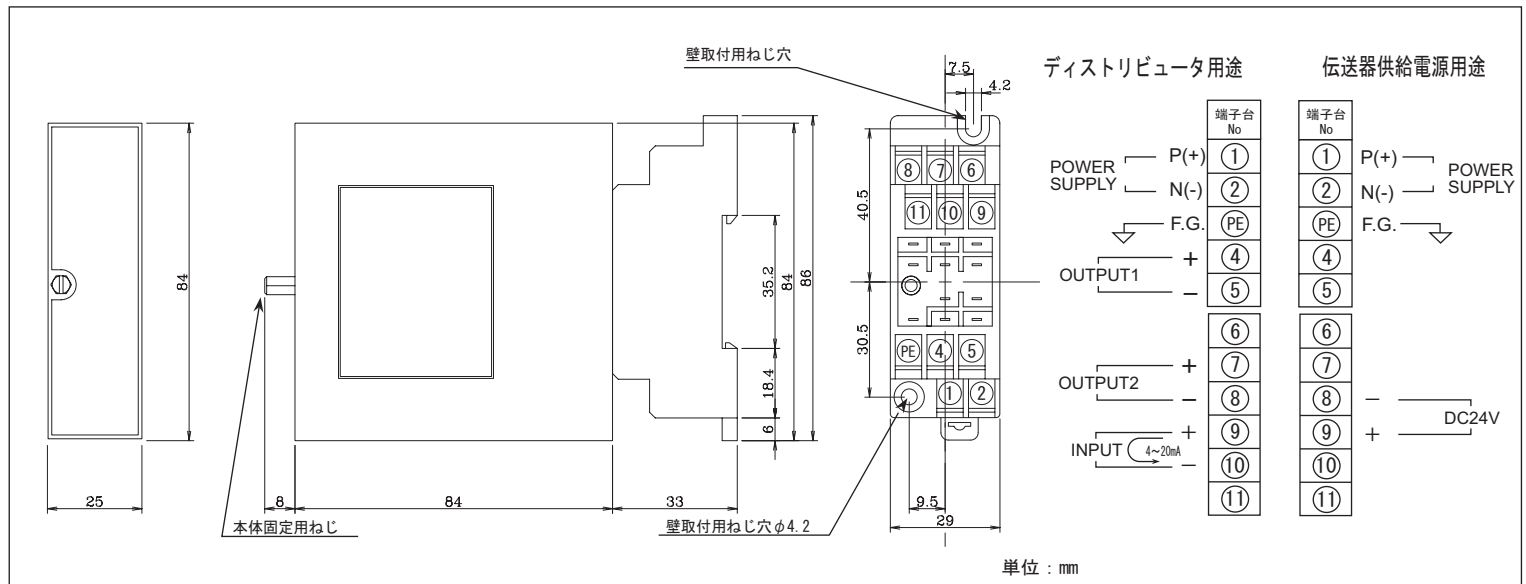 壁取付用ねじ穴
7.5
4.2
84
84
35.2
18.4
6
84
86
25
8
84
33
本体固定用ねじ
壁取付用ねじ穴φ4.2
40.5
30.5
8 7 6
11 10 9
PE 4 5
1 2
9.5
29
単位：mm
ディストリビュータ用途
端子台
No
POWER
SUPPLY
P(+) 1
N(-) 2
F.G. PE
OUTPUT1
+ 4
− 5
6
OUTPUT2
+ 7
− 8
INPUT 4~20mA
+ 9
− 10
11
伝送器供給電源用途
端子台
No
1 P(+)
2 N(-)
POWER
SUPPLY
PE F.G.
4
5
6
7
8 −
9 +
DC24V
10
11